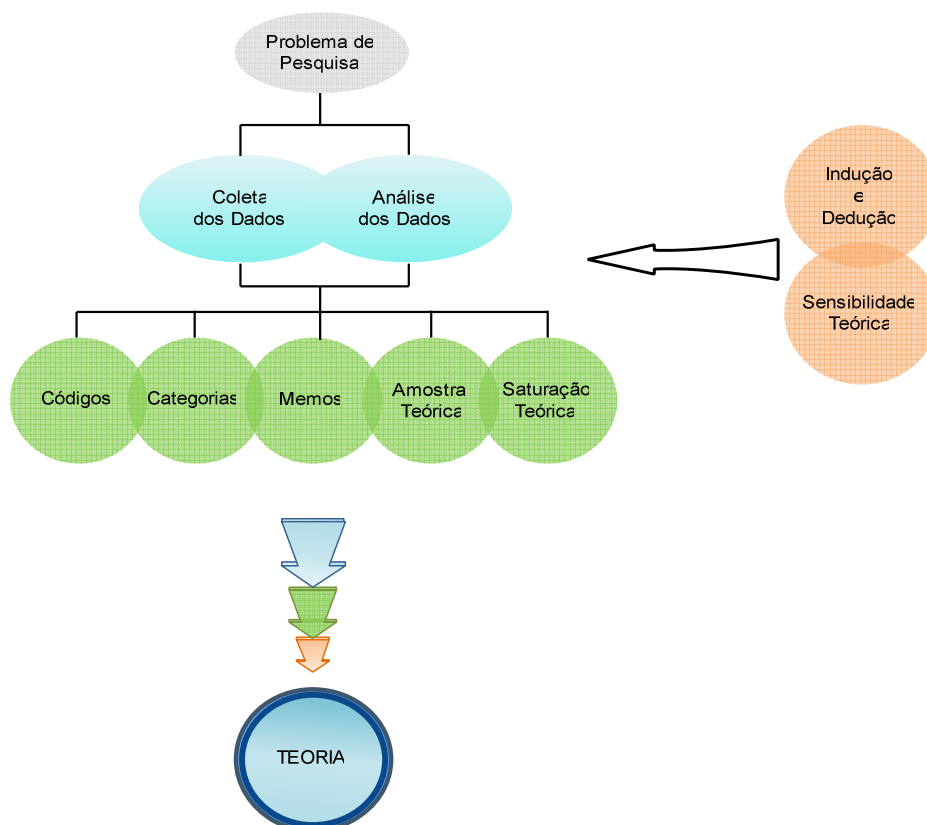 Problema de
Pesquisa
Coleta
dos Dados
Análise
dos Dados
Indução
e
Dedução
Sensibilidade
Teórica
Códigos
Categorias
Memos
Amostra
Teórica
Saturação
Teórica
TEORIA